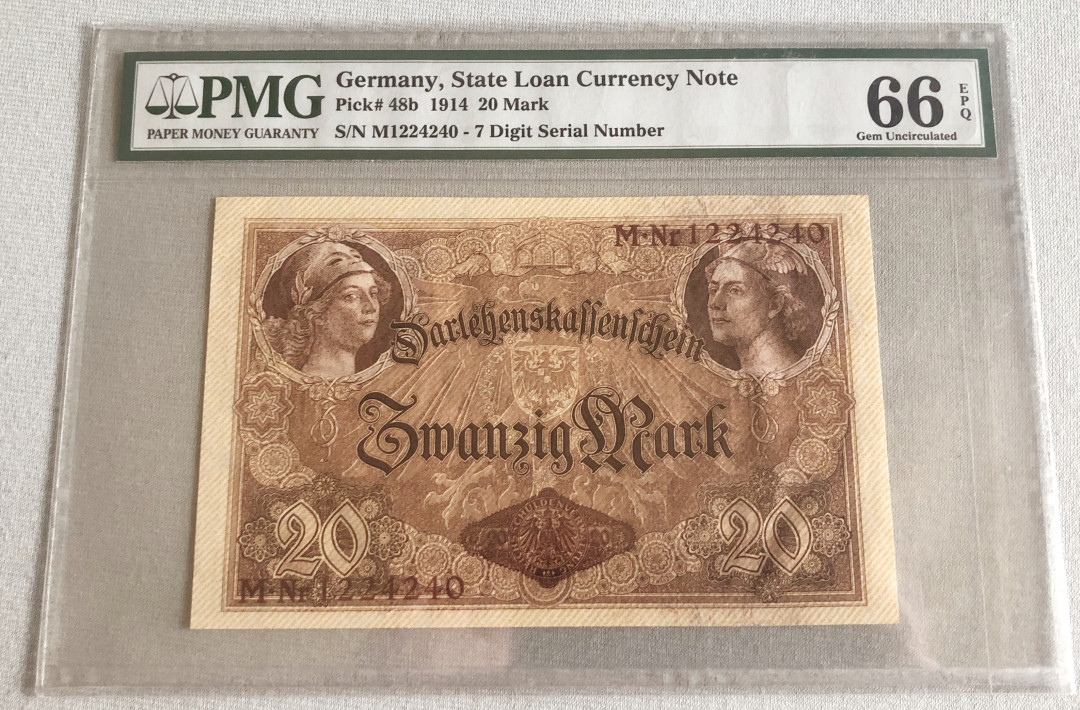 PMG
PAPER MONEY GUARANTY
Germany, State Loan Currency Note
Pick# 48b 1914 20 Mark
S/N M1224240 - 7 Digit Serial Number
66
EPQ
Gem Uncirculated
M·Nr 1224240
Darlehenskassenschein
Zwanzig Mark
20
20
M·Nr 1224240